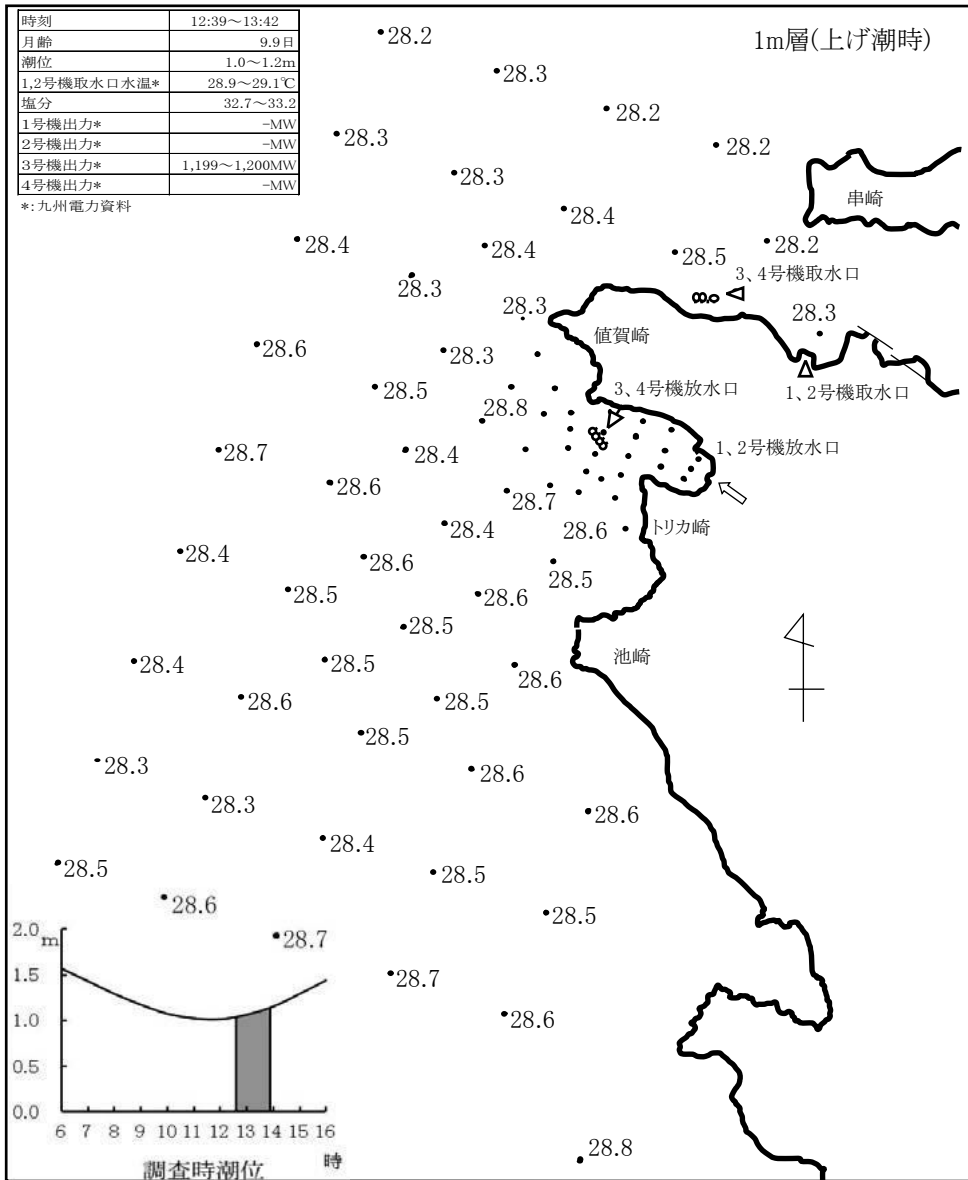 時刻 12:39～13:42
月齢 9.9日
潮位 1.0～1.2m
1,2号機取水口水温* 28.9～29.1℃
塩分 32.7～33.2
1号機出力* -MW
2号機出力* -MW
3号機出力* 1,199～1,200MW
4号機出力* -MW
*:九州電力資料
1m層(上げ潮時)
28.2
28.3
28.2
28.3
28.2
28.3
串崎
28.4
28.4
28.4
28.5
28.2
28.3
3、4号機取水口
28.3
28.3
値賀崎
28.6
28.3
3、4号機放水口
1、2号機取水口
28.5
28.8
28.7
28.4
1、2号機放水口
28.6
28.7
28.4
28.6
トリカ崎
28.4
28.6
28.5
28.5
28.6
28.5
池崎
28.4
28.5
28.6
28.6
28.5
28.5
28.3
28.6
28.3
28.6
28.4
28.5
28.5
28.6
28.5
28.7
28.7
28.6
28.8
2.0
m
1.5
1.0
0.5
0.0
6 7 8 9 10 11 12 13 14 15 16
時
調査時潮位